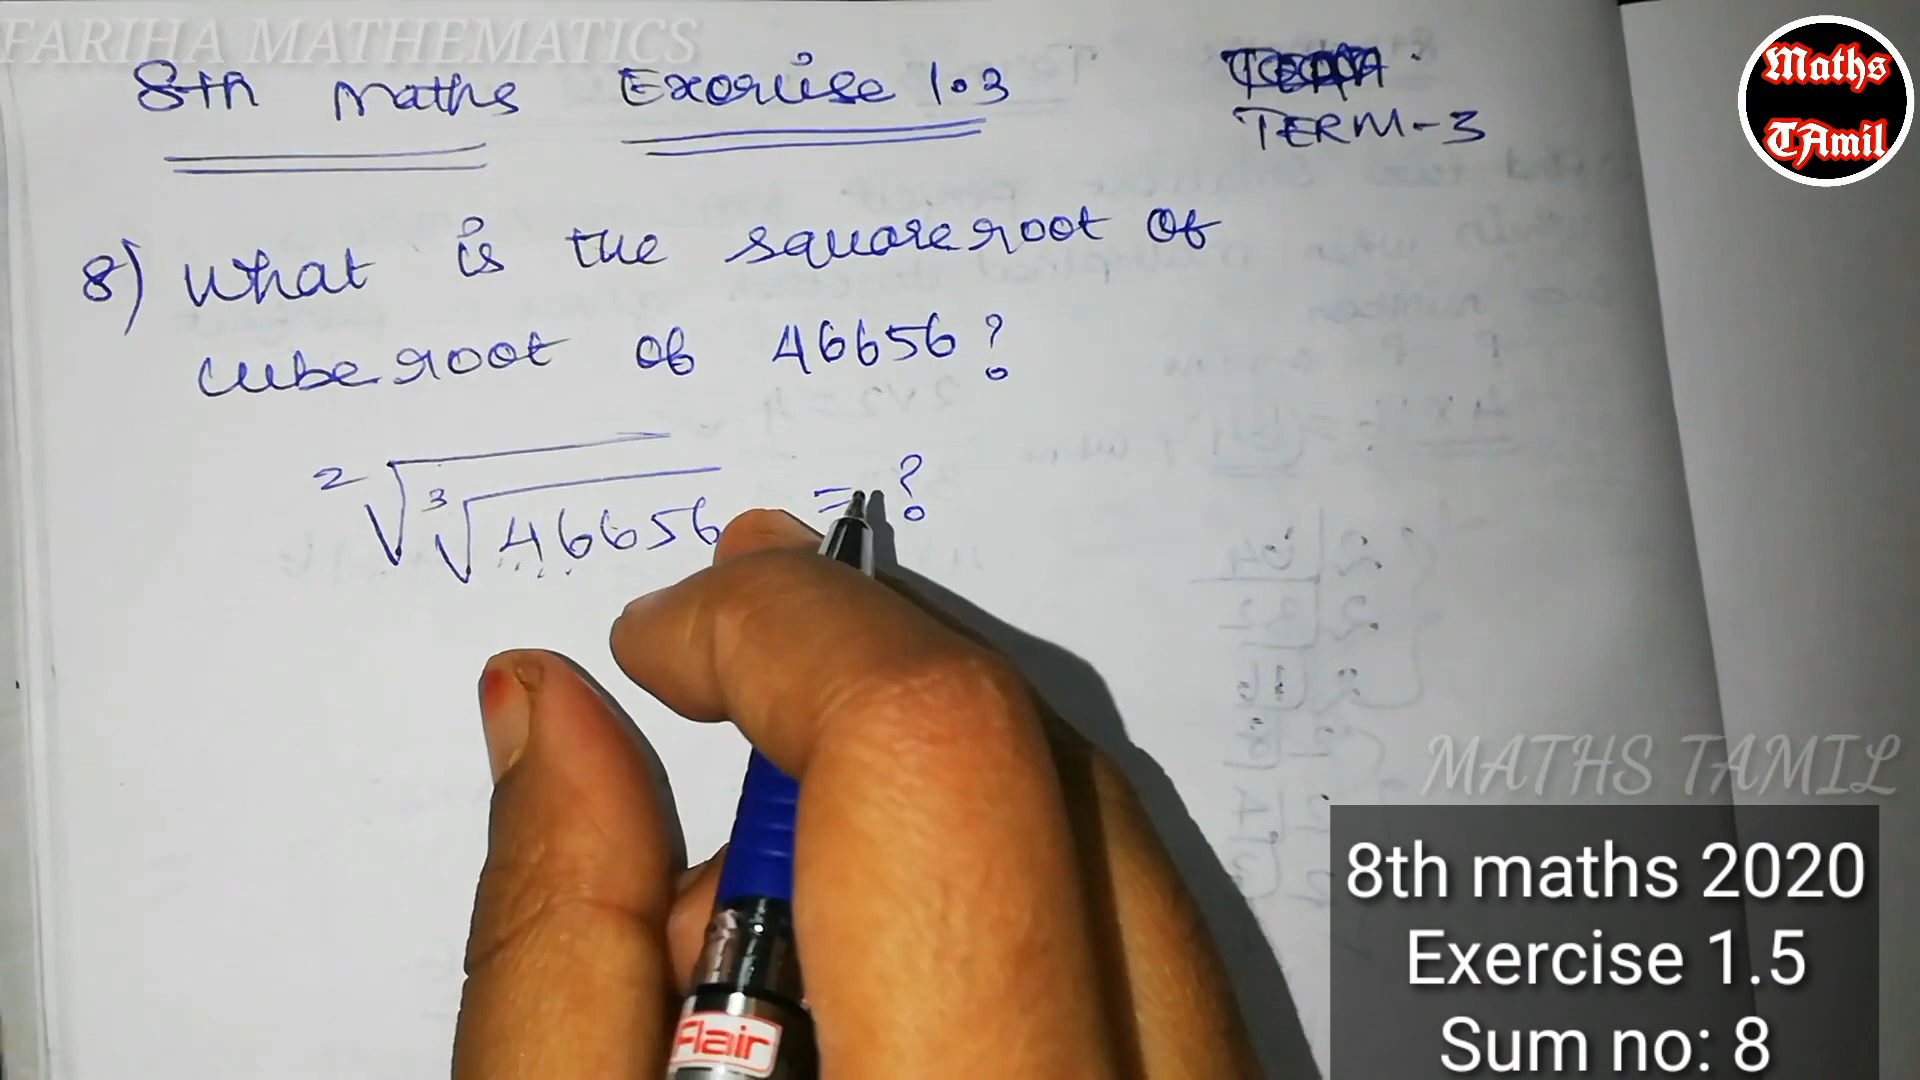 FARIHA MATHEMATICS
8th Maths Exercise 1.3
TERM-3
Maths
TAmil
8) What is the squareroot of
cube root of 46656?
2√3√46656 = ?
MATHS TAMIL
8th maths 2020
Exercise 1.5
Sum no: 8
Flair